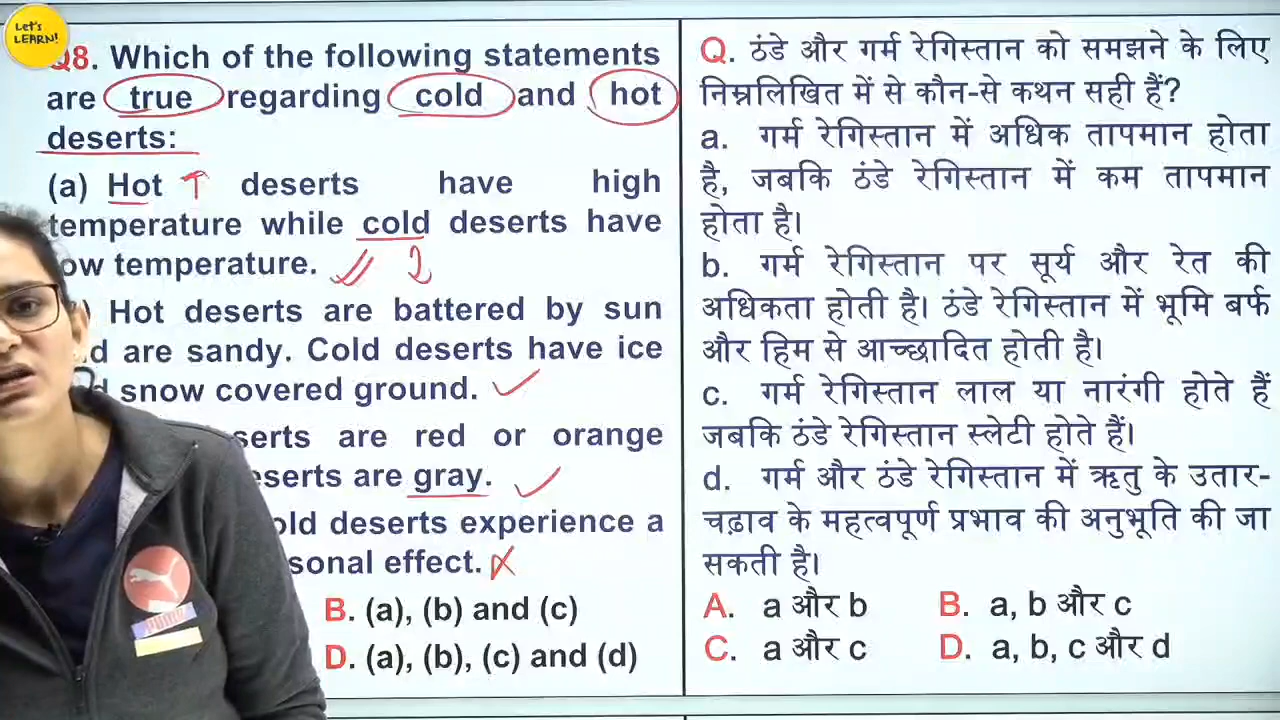 Let's
LEARN!
Q8. Which of the following statements
are true regarding cold and hot
deserts:
(a) Hot deserts have high
temperature while cold deserts have
low temperature.
) Hot deserts are battered by sun
d are sandy. Cold deserts have ice
d snow covered ground.
serts are red or orange
eserts are gray.
old deserts experience a
sonal effect.
B. (a), (b) and (c)
D. (a), (b), (c) and (d)
Q. ठंडे और गर्म रेगिस्तान को समझने के लिए
निम्नलिखित में से कौन-से कथन सही हैं?
a. गर्म रेगिस्तान में अधिक तापमान होता
है, जबकि ठंडे रेगिस्तान में कम तापमान
होता है।
b. गर्म रेगिस्तान पर सूर्य और रेत की
अधिकता होती है। ठंडे रेगिस्तान में भूमि बर्फ
और हिम से आच्छादित होती है।
c. गर्म रेगिस्तान लाल या नारंगी होते हैं
जबकि ठंडे रेगिस्तान स्लेटी होते हैं।
d. गर्म और ठंडे रेगिस्तान में ऋतु के उतार-
चढ़ाव के महत्वपूर्ण प्रभाव की अनुभूति की जा
सकती है।
A. a और b B. a, b और c
C. a और c D. a, b, c और d
PUMA